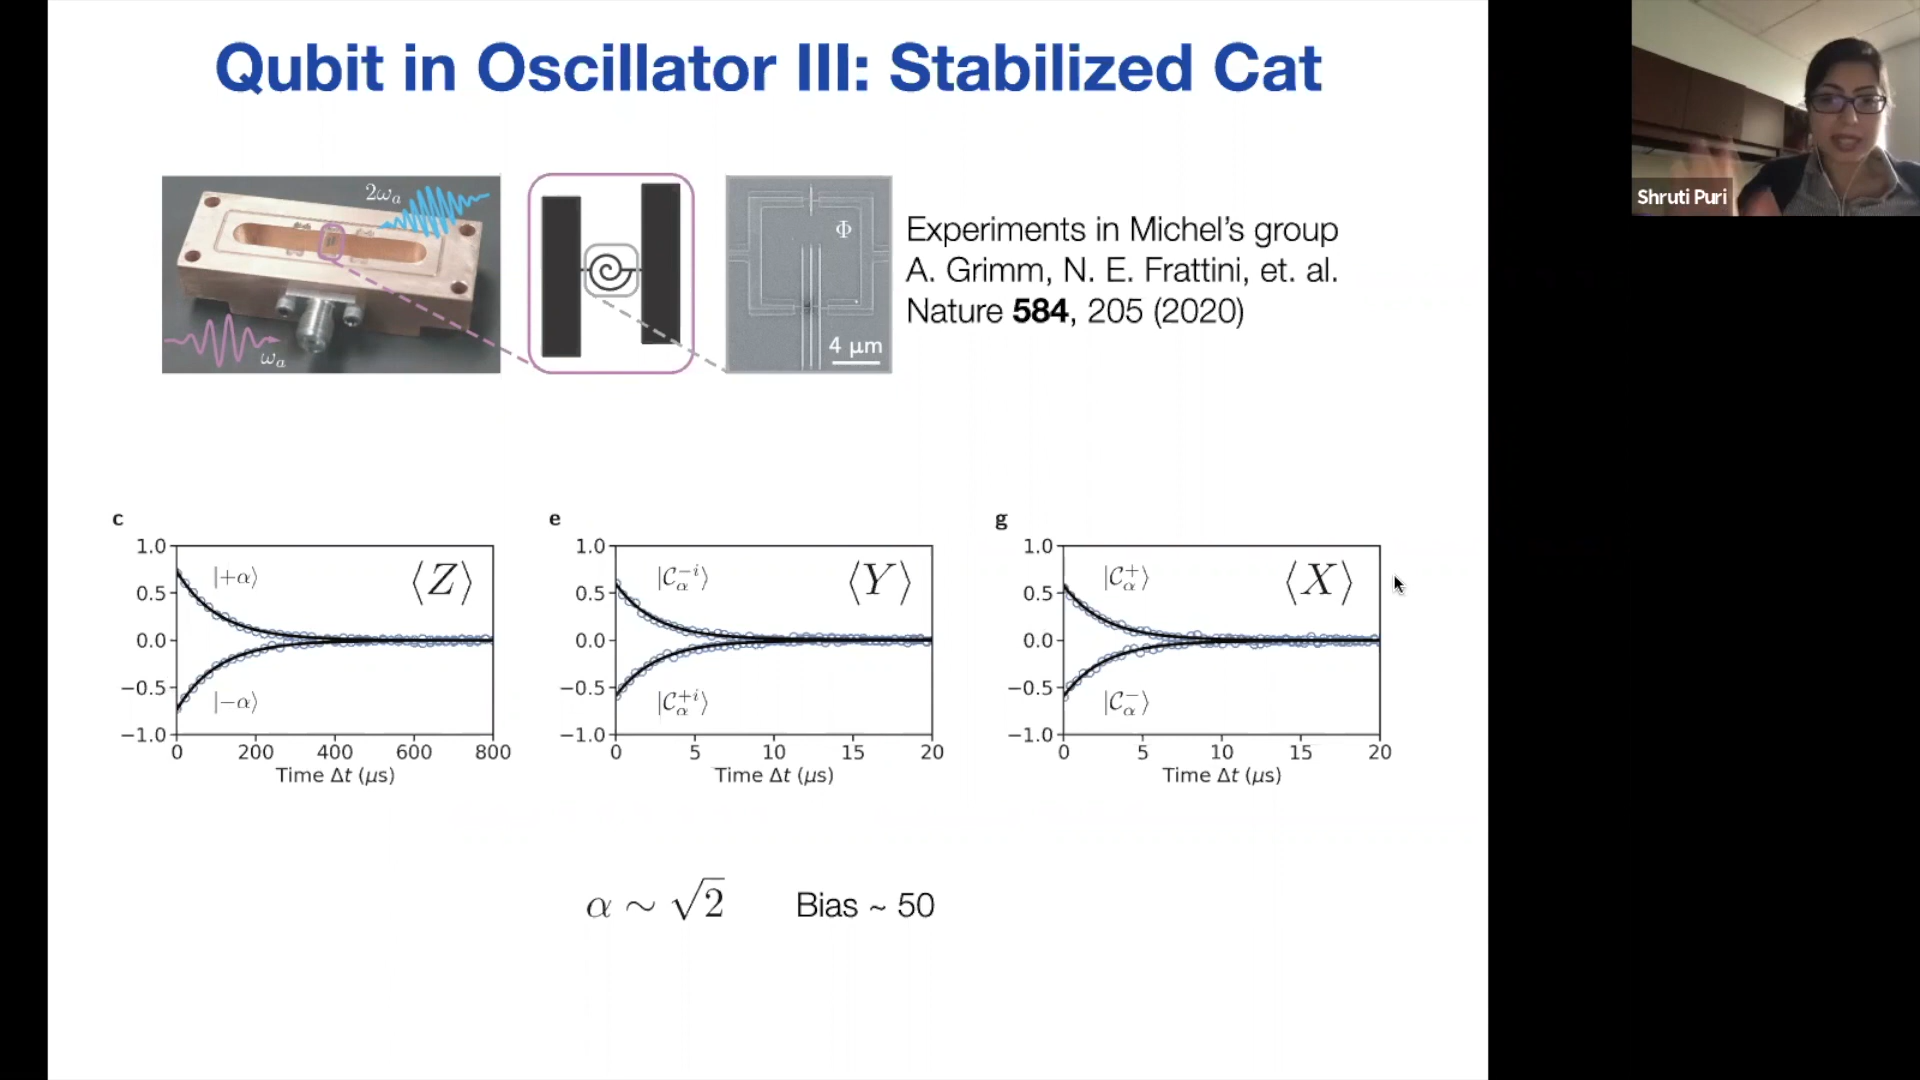 Qubit in Oscillator III: Stabilized Cat
Shruti Puri
2ωₐ
ωₐ
Φ
4 μm
Experiments in Michel's group
A. Grimm, N. E. Frattini, et. al.
Nature 584, 205 (2020)
c
1.0
0.5
0.0
−0.5
−1.0
|+α⟩
⟨Z⟩
|−α⟩
0 200 400 600 800
Time Δt (μs)
e
1.0
0.5
0.0
−0.5
−1.0
|𝒞_α^{−i}⟩
⟨Y⟩
|𝒞_α^{+i}⟩
0 5 10 15 20
Time Δt (μs)
g
1.0
0.5
0.0
−0.5
−1.0
|𝒞_α^+⟩
⟨X⟩
|𝒞_α^−⟩
0 5 10 15 20
Time Δt (μs)
α ~ √2 Bias ~ 50